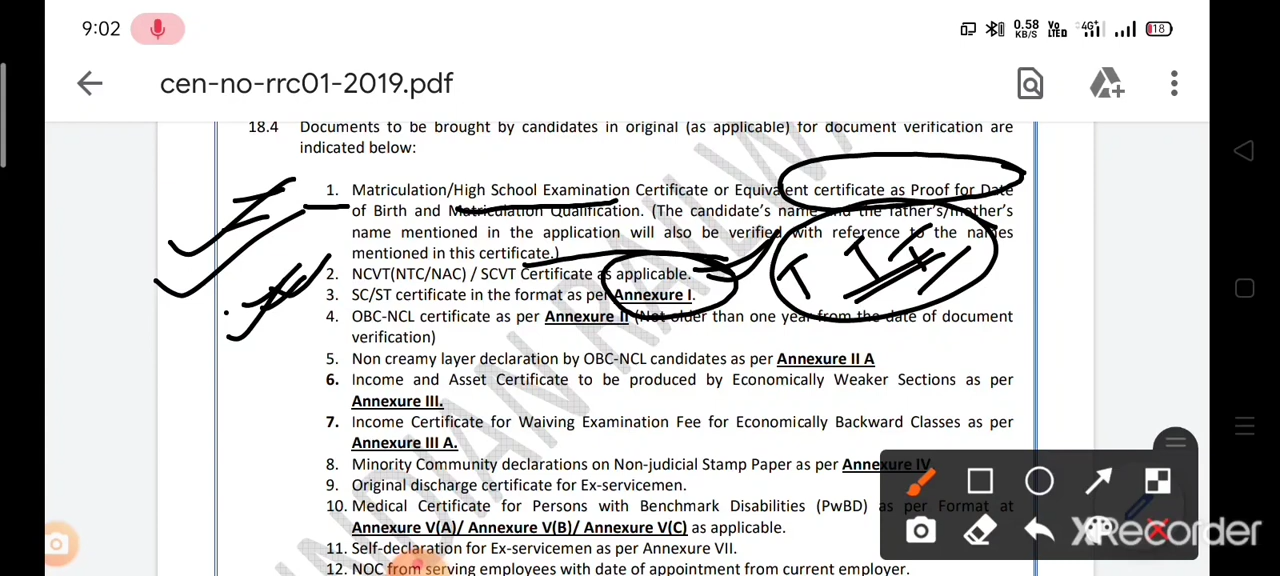 9:02
0.58 KB/S Vo LTED 4G+ 18
cen-no-rrc01-2019.pdf
18.4 Documents to be brought by candidates in original (as applicable) for document verification are
indicated below:
1. Matriculation/High School Examination Certificate or Equivalent certificate as Proof for Date
of Birth and Matriculation Qualification. (The candidate's name and the father's/mother's
name mentioned in the application will also be verified with reference to the names
mentioned in this certificate.)
2. NCVT(NTC/NAC) / SCVT Certificate as applicable.
3. SC/ST certificate in the format as per Annexure I.
4. OBC-NCL certificate as per Annexure II (Not older than one year from the date of document
verification)
5. Non creamy layer declaration by OBC-NCL candidates as per Annexure II A
6. Income and Asset Certificate to be produced by Economically Weaker Sections as per
Annexure III.
7. Income Certificate for Waiving Examination Fee for Economically Backward Classes as per
Annexure III A.
8. Minority Community declarations on Non-judicial Stamp Paper as per Annexure IV
9. Original discharge certificate for Ex-servicemen.
10. Medical Certificate for Persons with Benchmark Disabilities (PwBD) as per Format at
Annexure V(A)/ Annexure V(B)/ Annexure V(C) as applicable.
11. Self-declaration for Ex-servicemen as per Annexure VII.
12. NOC from serving employees with date of appointment from current employer.
INDIAN RAILW
XRecorder